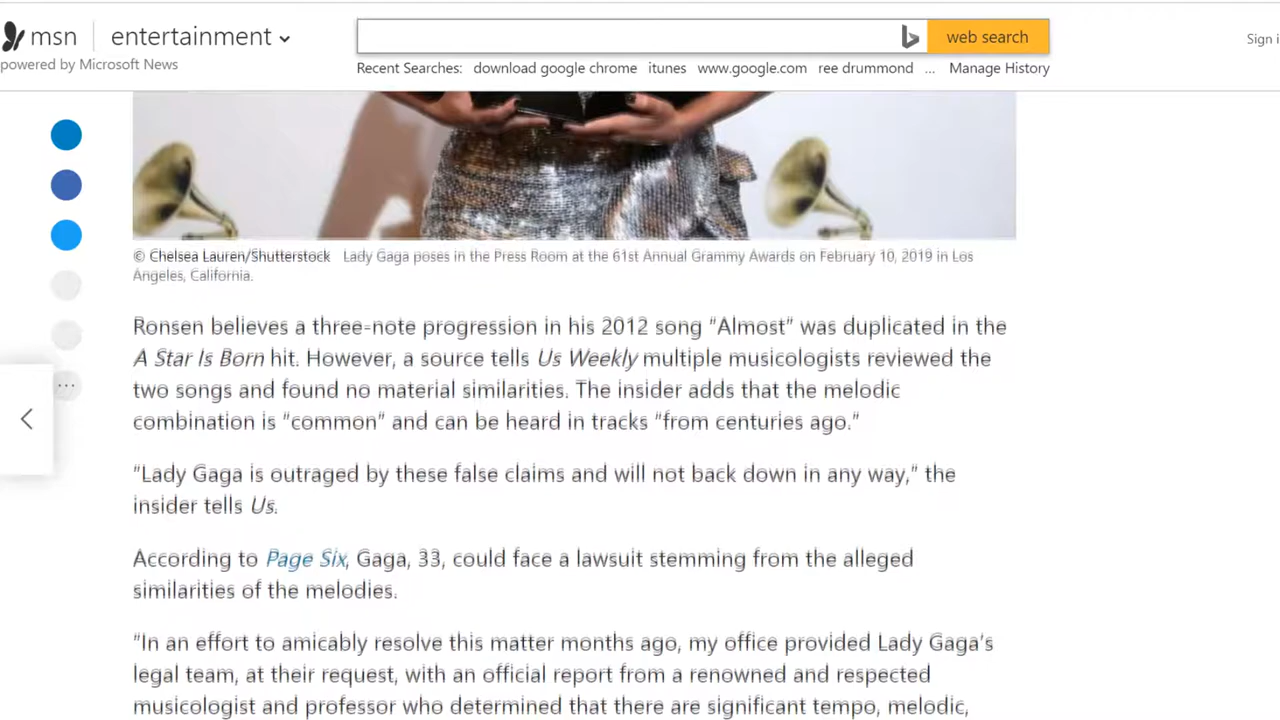 msn entertainment web search Sign i
powered by Microsoft News Recent Searches: download google chrome itunes www.google.com ree drummond ... Manage History
© Chelsea Lauren/Shutterstock Lady Gaga poses in the Press Room at the 61st Annual Grammy Awards on February 10, 2019 in Los
Angeles, California.
Ronsen believes a three-note progression in his 2012 song "Almost" was duplicated in the
A Star Is Born hit. However, a source tells Us Weekly multiple musicologists reviewed the
two songs and found no material similarities. The insider adds that the melodic
combination is "common" and can be heard in tracks "from centuries ago."
"Lady Gaga is outraged by these false claims and will not back down in any way," the
insider tells Us.
According to Page Six, Gaga, 33, could face a lawsuit stemming from the alleged
similarities of the melodies.
"In an effort to amicably resolve this matter months ago, my office provided Lady Gaga's
legal team, at their request, with an official report from a renowned and respected
musicologist and professor who determined that there are significant tempo, melodic,